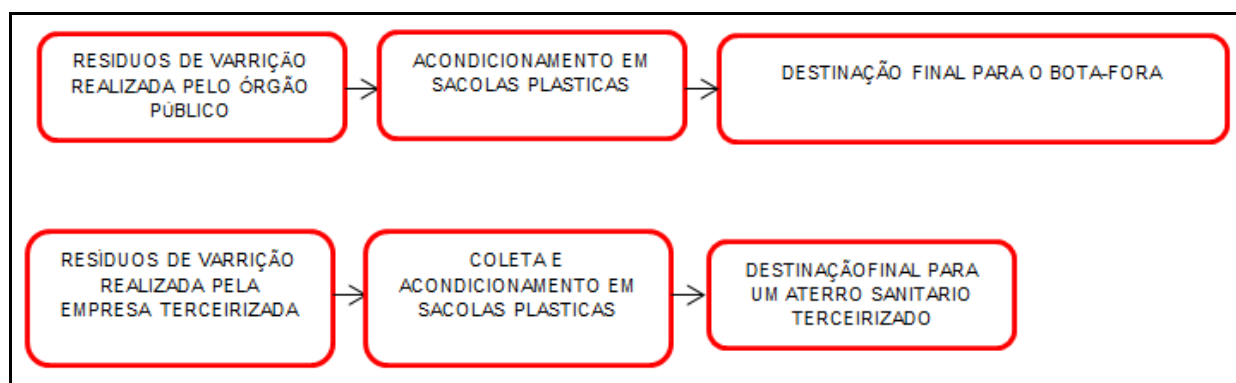 RESIDUOS DE VARRIÇÃO
REALIZADA PELO ÓRGÃO
PÚBLICO
ACONDICIONAMENTO EM
SACOLAS PLASTICAS
DESTINAÇÃO FINAL PARA O BOTA-FORA
RESÍDUOS DE VARRIÇÃO
REALIZADA PELA
EMPRESA TERCEIRIZADA
COLETA E
ACONDICIONAMENTO EM
SACOLAS PLASTICAS
DESTINAÇÃOFINAL PARA
UM ATERRO SANITARIO
TERCEIRIZADO